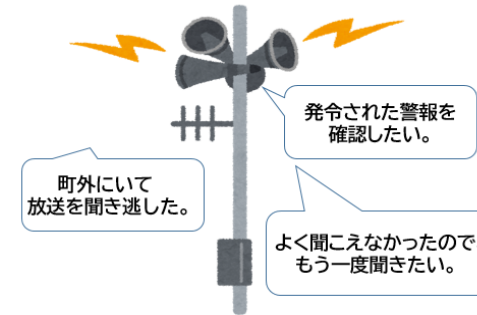 発令された警報を
確認したい。
町外にいて
放送を聞き逃した。
よく聞こえなかったので
もう一度聞きたい。